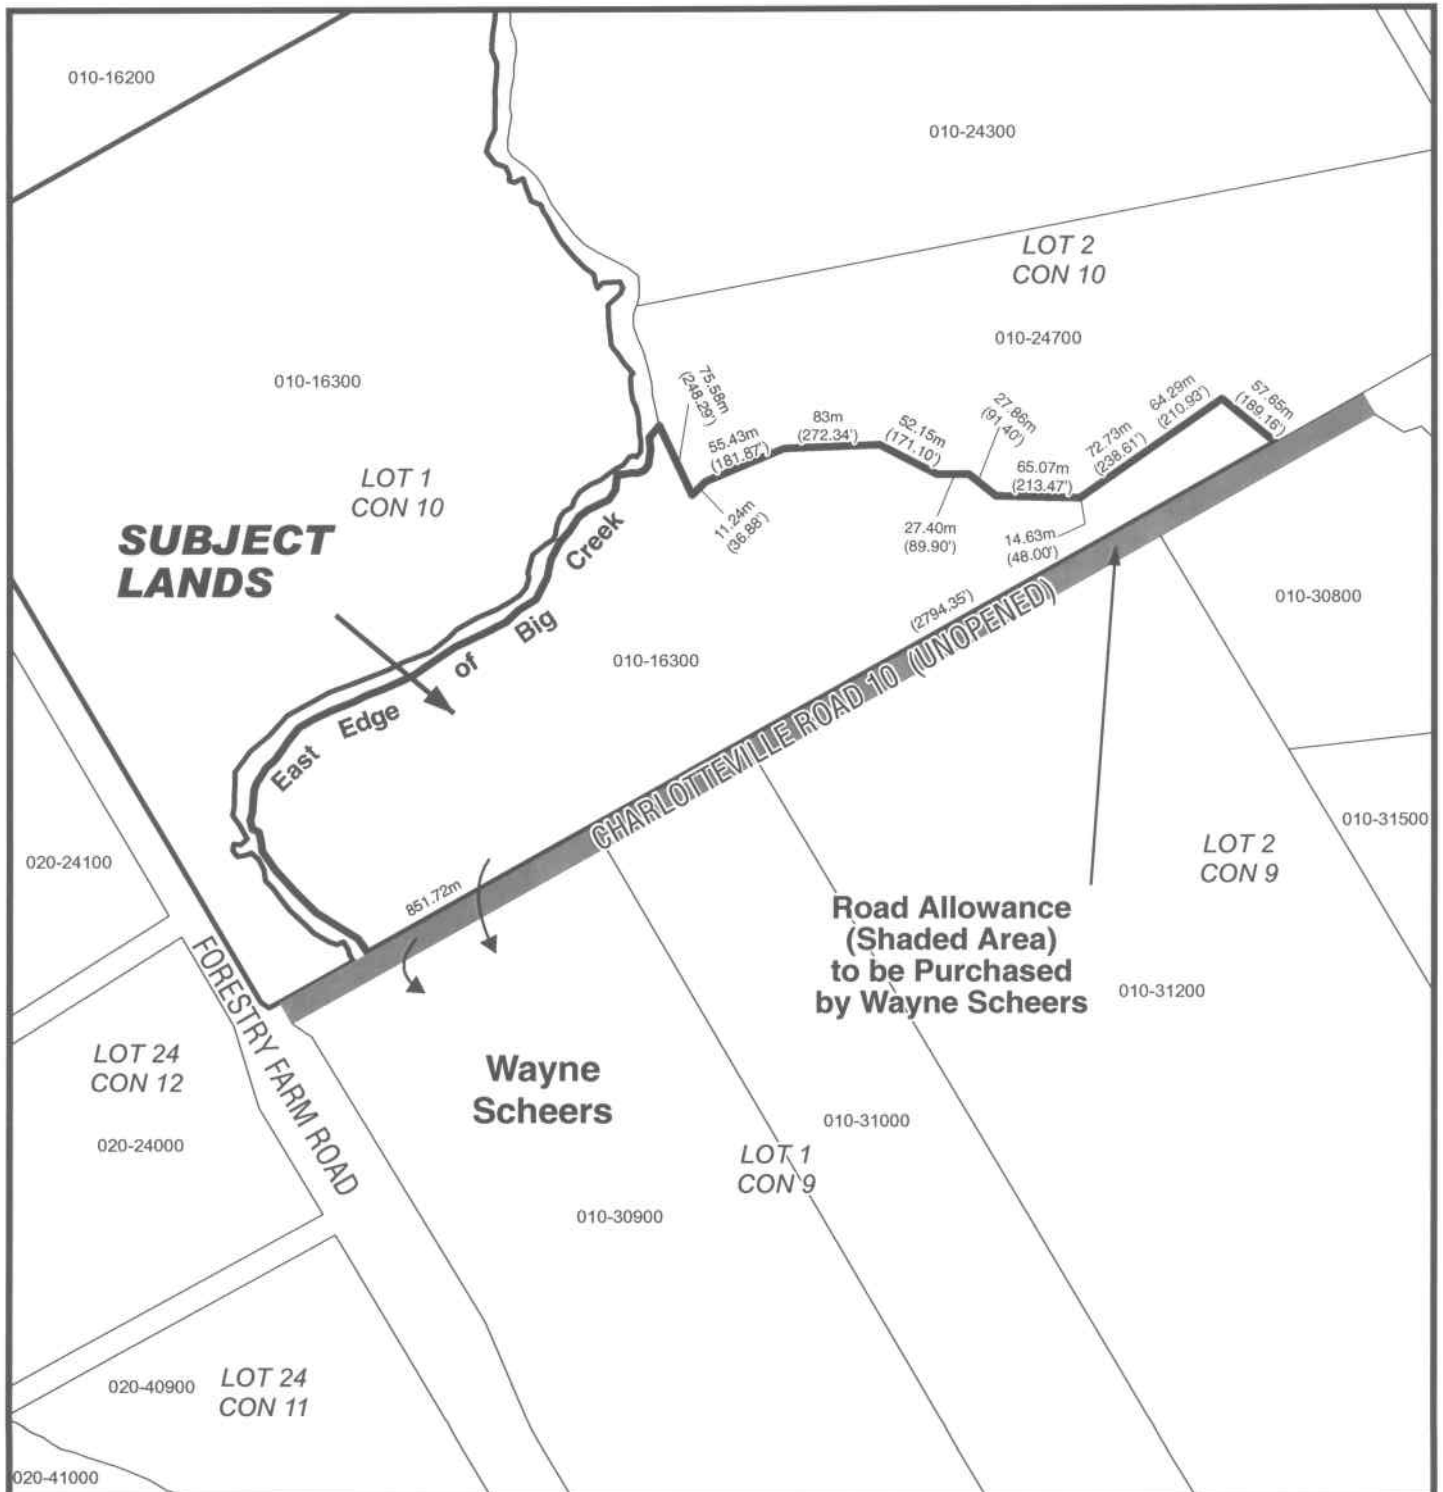 010-16200
010-24300
LOT 2
CON 10
010-24700
010-16300
75.58m
(248.29')
55.43m
(181.87')
83m
(272.34')
52.15m
(171.10')
27.86m
(91.40')
64.29m
(210.93')
57.65m
(189.16')
72.73m
(238.61')
65.07m
(213.47')
11.24m
(36.88')
27.40m
(89.90')
14.63m
(48.00')
LOT 1
CON 10
SUBJECT
LANDS
East Edge of Big Creek
010-16300
(2794.35')
CHARLOTTEVILLE ROAD 10 (UNOPENED)
851.72m
010-30800
010-31500
LOT 2
CON 9
020-24100
Road Allowance
(Shaded Area)
to be Purchased
by Wayne Scheers
010-31200
FORESTRY FARM ROAD
LOT 24
CON 12
020-24000
Wayne
Scheers
010-31000
LOT 1
CON 9
010-30900
020-40900
LOT 24
CON 11
020-41000